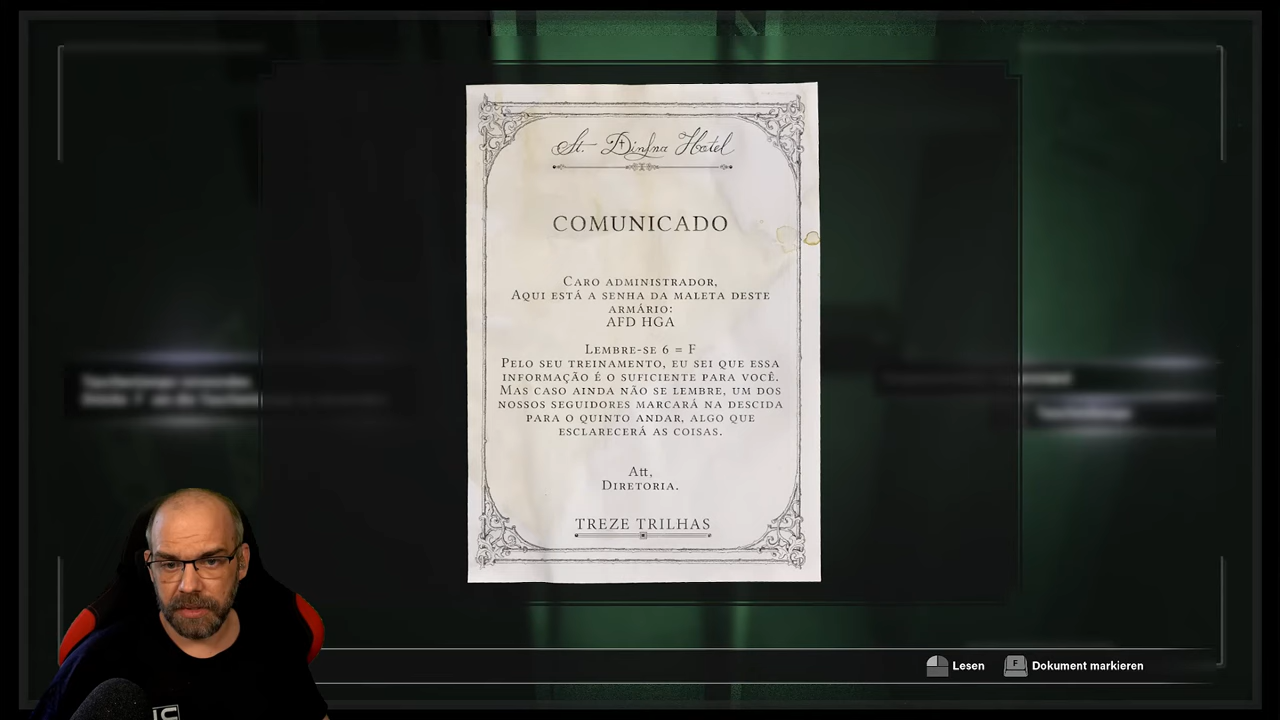 St. Dinfna Hotel
COMUNICADO
Caro administrador,
Aqui está a senha da maleta deste
armário:
AFD HGA
Lembre-se 6 = F
Pelo seu treinamento, eu sei que essa
informação é o suficiente para você.
Mas caso ainda não se lembre, um dos
nossos seguidores marcará na descida
para o quinto andar, algo que
esclarecerá as coisas.
Att,
Diretoria.
TREZE TRILHAS
Lesen
F
Dokument markieren